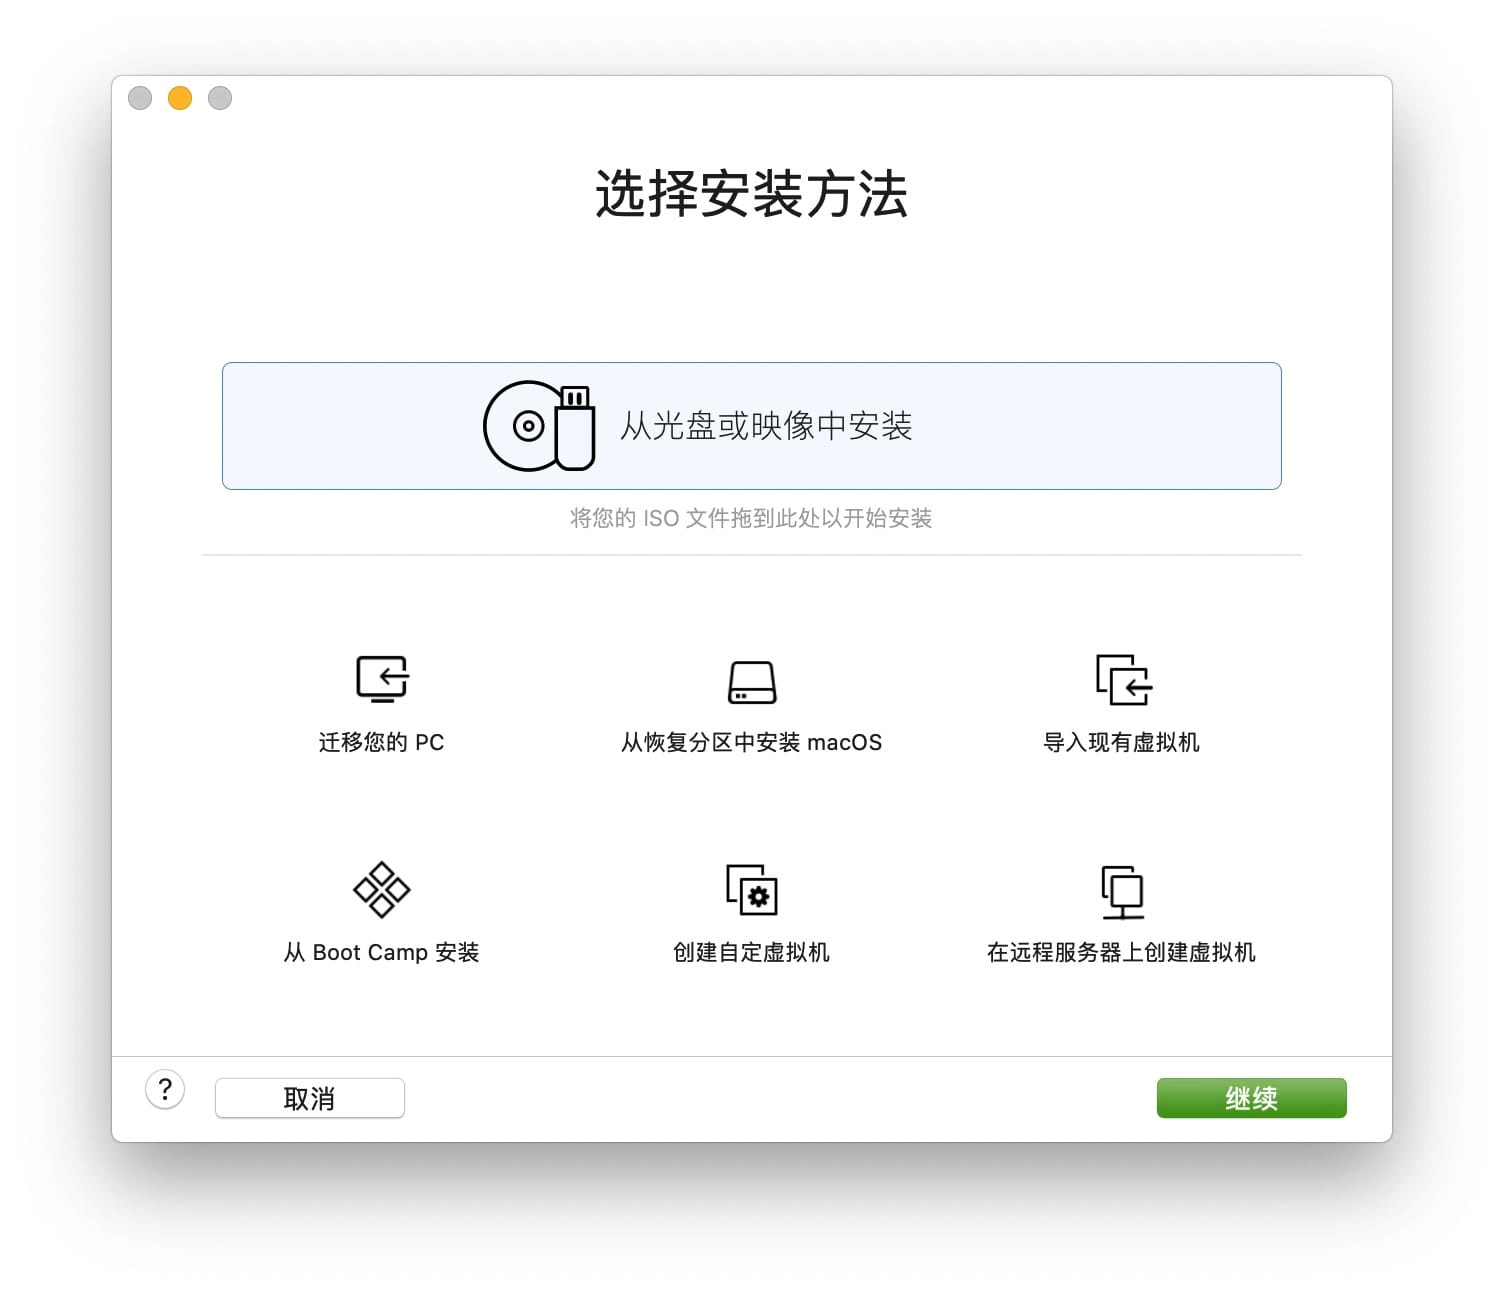 选择安装方法
从光盘或映像中安装
将您的 ISO 文件拖到此处以开始安装
迁移您的 PC
从恢复分区中安装 macOS
导入现有虚拟机
从 Boot Camp 安装
创建自定虚拟机
在远程服务器上创建虚拟机
?
取消
继续